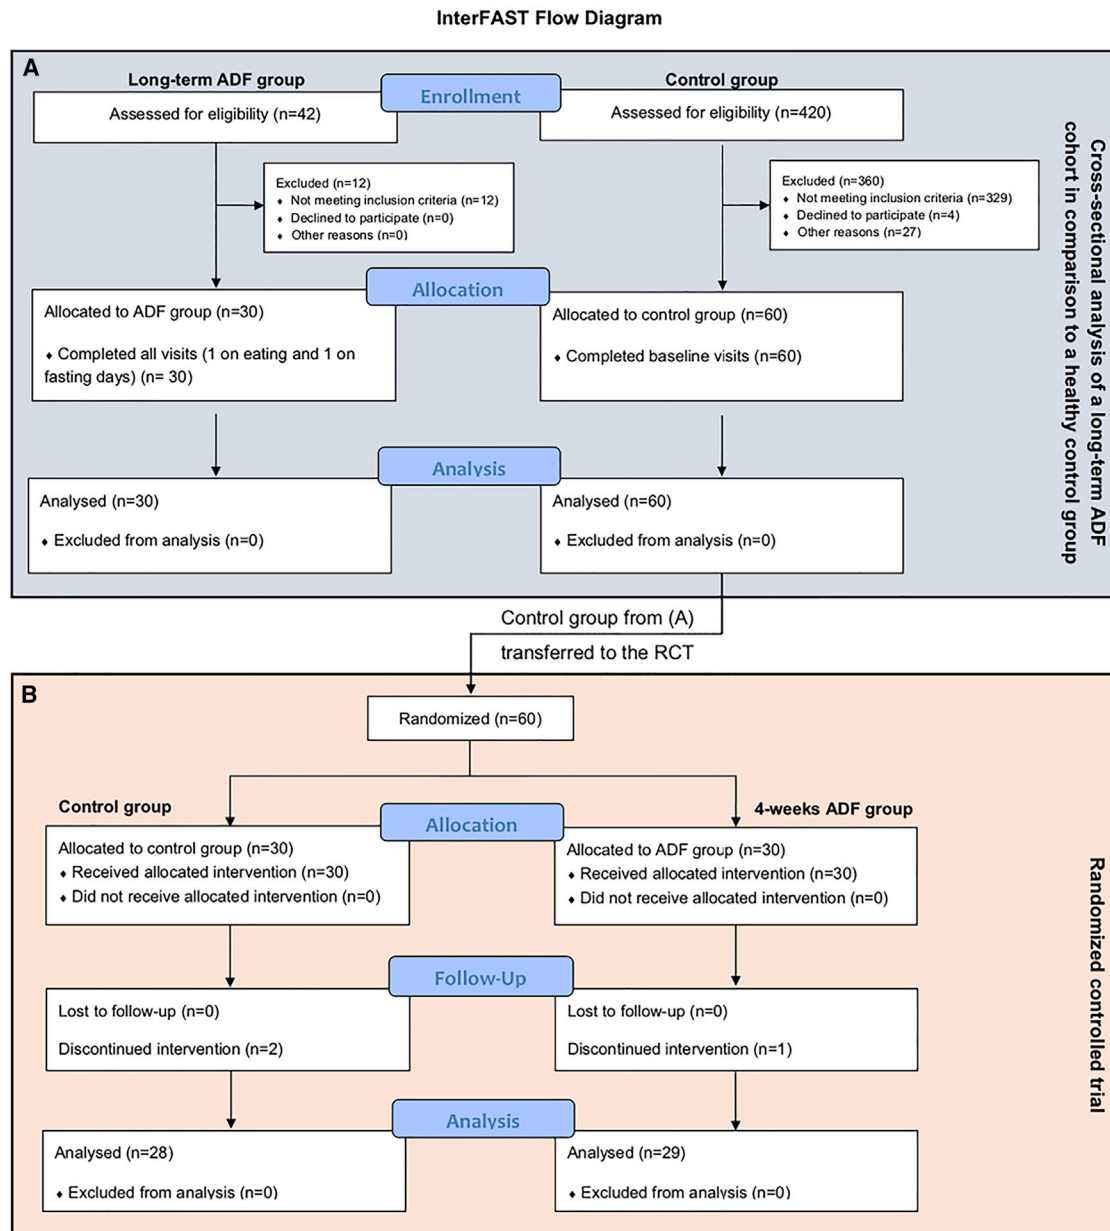 InterFAST Flow Diagram
A
Long-term ADF group
Enrollment
Control group
Assessed for eligibility (n=42)
Assessed for eligibility (n=420)
Excluded (n=12)
♦ Not meeting inclusion criteria (n=12)
♦ Declined to participate (n=0)
♦ Other reasons (n=0)
Excluded (n=360)
♦ Not meeting inclusion criteria (n=329)
♦ Declined to participate (n=4)
♦ Other reasons (n=27)
Allocation
Allocated to ADF group (n=30)
♦ Completed all visits (1 on eating and 1 on
fasting days) (n= 30)
Allocated to control group (n=60)
♦ Completed baseline visits (n=60)
Analysis
Analysed (n=30)
♦ Excluded from analysis (n=0)
Analysed (n=60)
♦ Excluded from analysis (n=0)
Cross-sectional analysis of a long-term ADF
cohort in comparison to a healthy control group
Control group from (A)
transferred to the RCT
B
Randomized (n=60)
Control group
Allocation
4-weeks ADF group
Allocated to control group (n=30)
♦ Received allocated intervention (n=30)
♦ Did not receive allocated intervention (n=0)
Allocated to ADF group (n=30)
♦ Received allocated intervention (n=30)
♦ Did not receive allocated intervention (n=0)
Follow-Up
Lost to follow-up (n=0)
Discontinued intervention (n=2)
Lost to follow-up (n=0)
Discontinued intervention (n=1)
Analysis
Analysed (n=28)
♦ Excluded from analysis (n=0)
Analysed (n=29)
♦ Excluded from analysis (n=0)
Randomized controlled trial